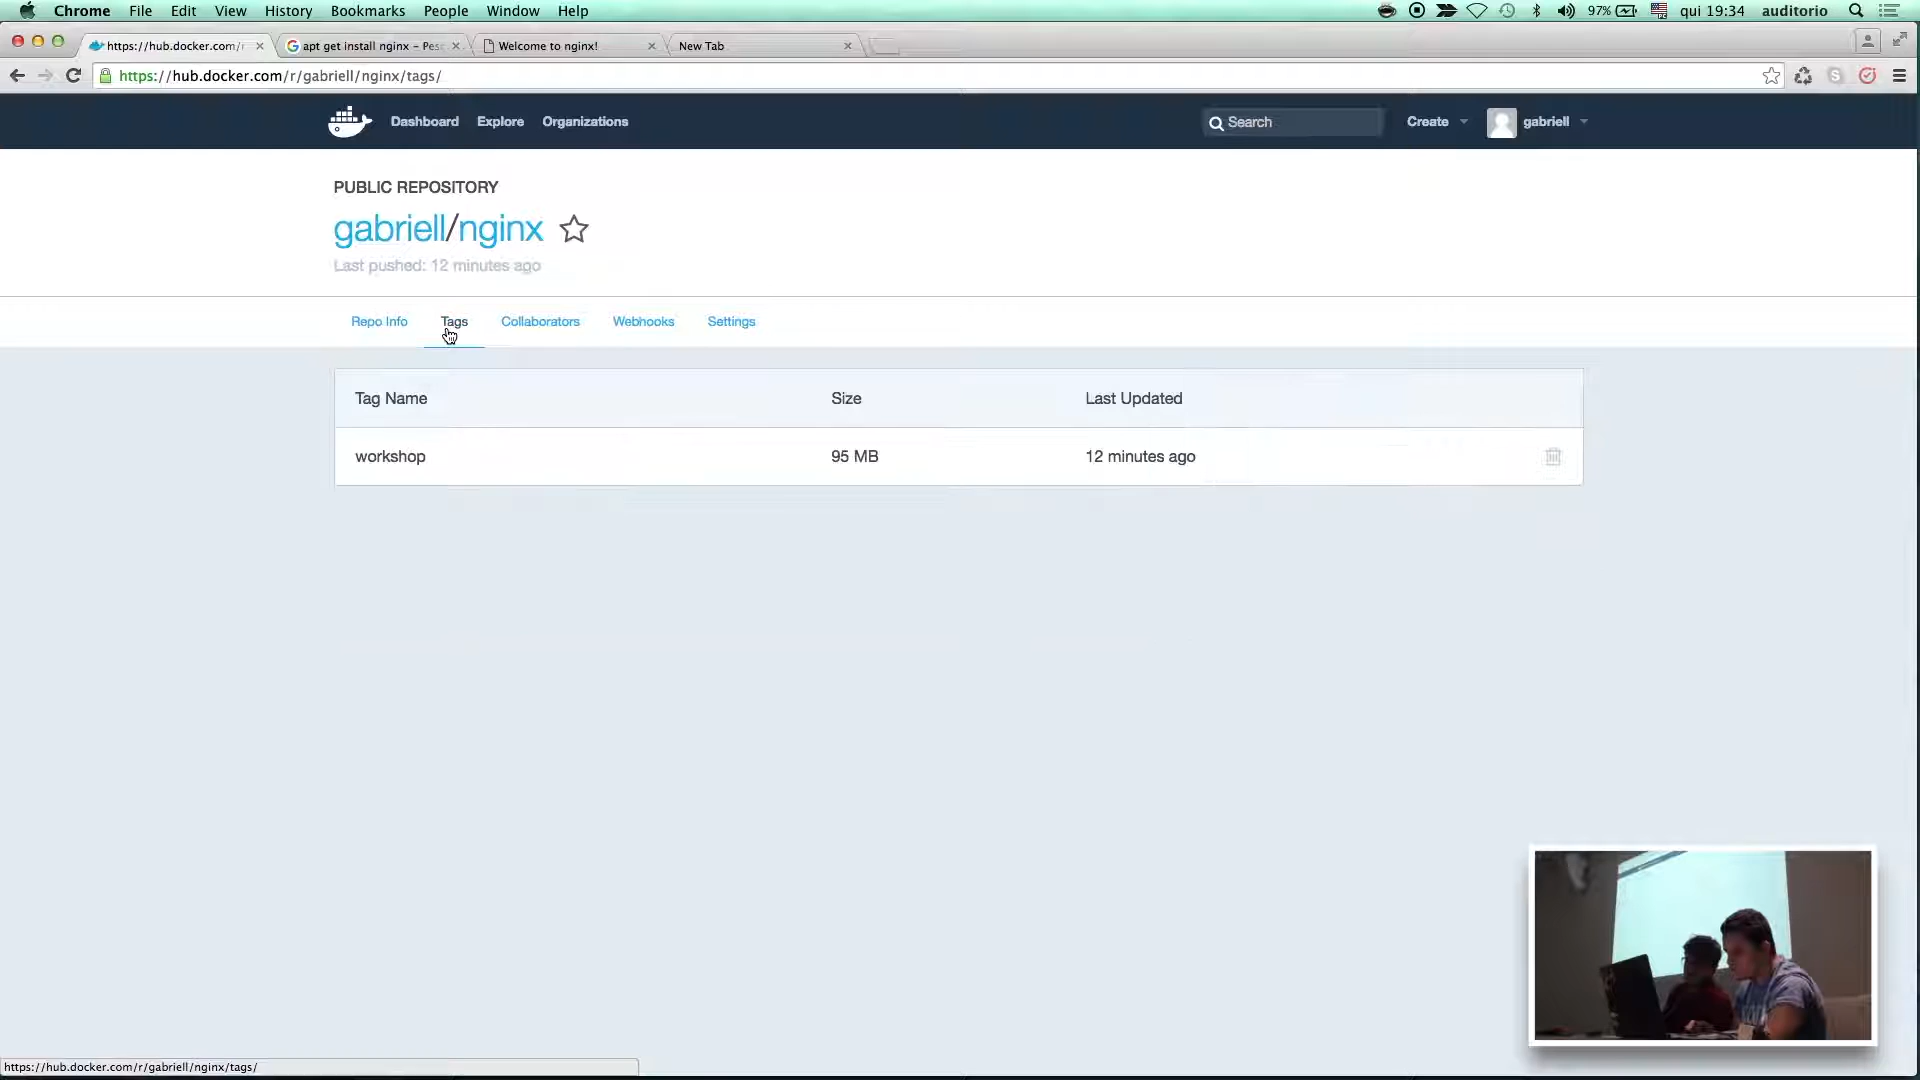 Chrome File Edit View History Bookmarks People Window Help 97% qui 19:34 auditorio
https://hub.docker.com/r apt get install nginx - Pes Welcome to nginx! New Tab
https://hub.docker.com/r/gabriell/nginx/tags/
Dashboard Explore Organizations Search Create gabriell
PUBLIC REPOSITORY
gabriell/nginx
Last pushed: 12 minutes ago
Repo Info Tags Collaborators Webhooks Settings
Tag Name Size Last Updated
workshop 95 MB 12 minutes ago
https://hub.docker.com/r/gabriell/nginx/tags/